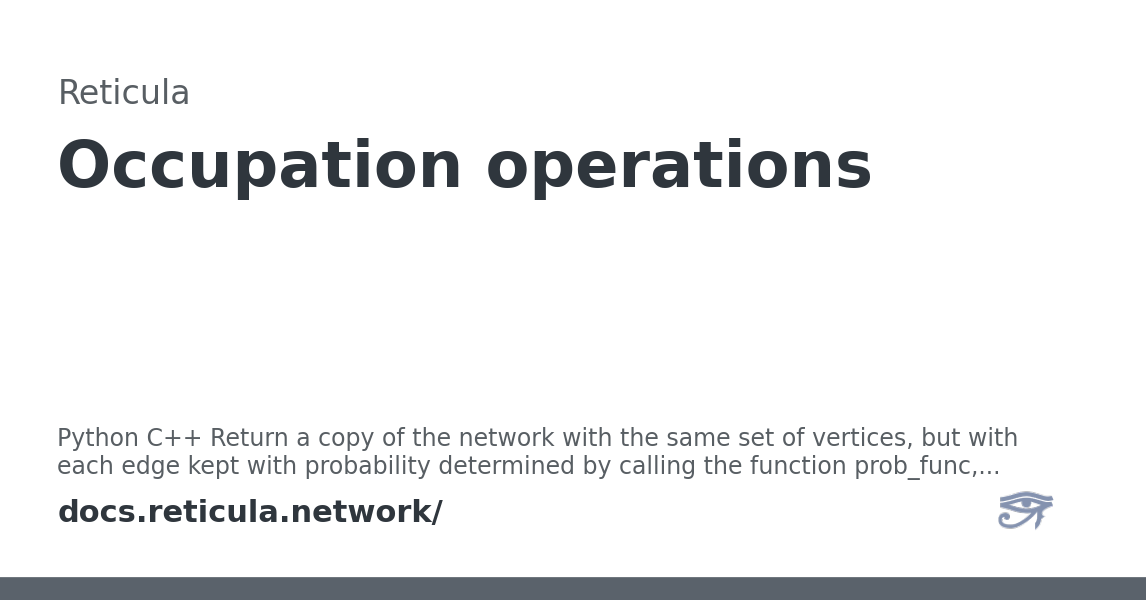 Reticula
Occupation operations
Python C++ Return a copy of the network with the same set of vertices, but with
each edge kept with probability determined by calling the function prob_func,...
docs.reticula.network/